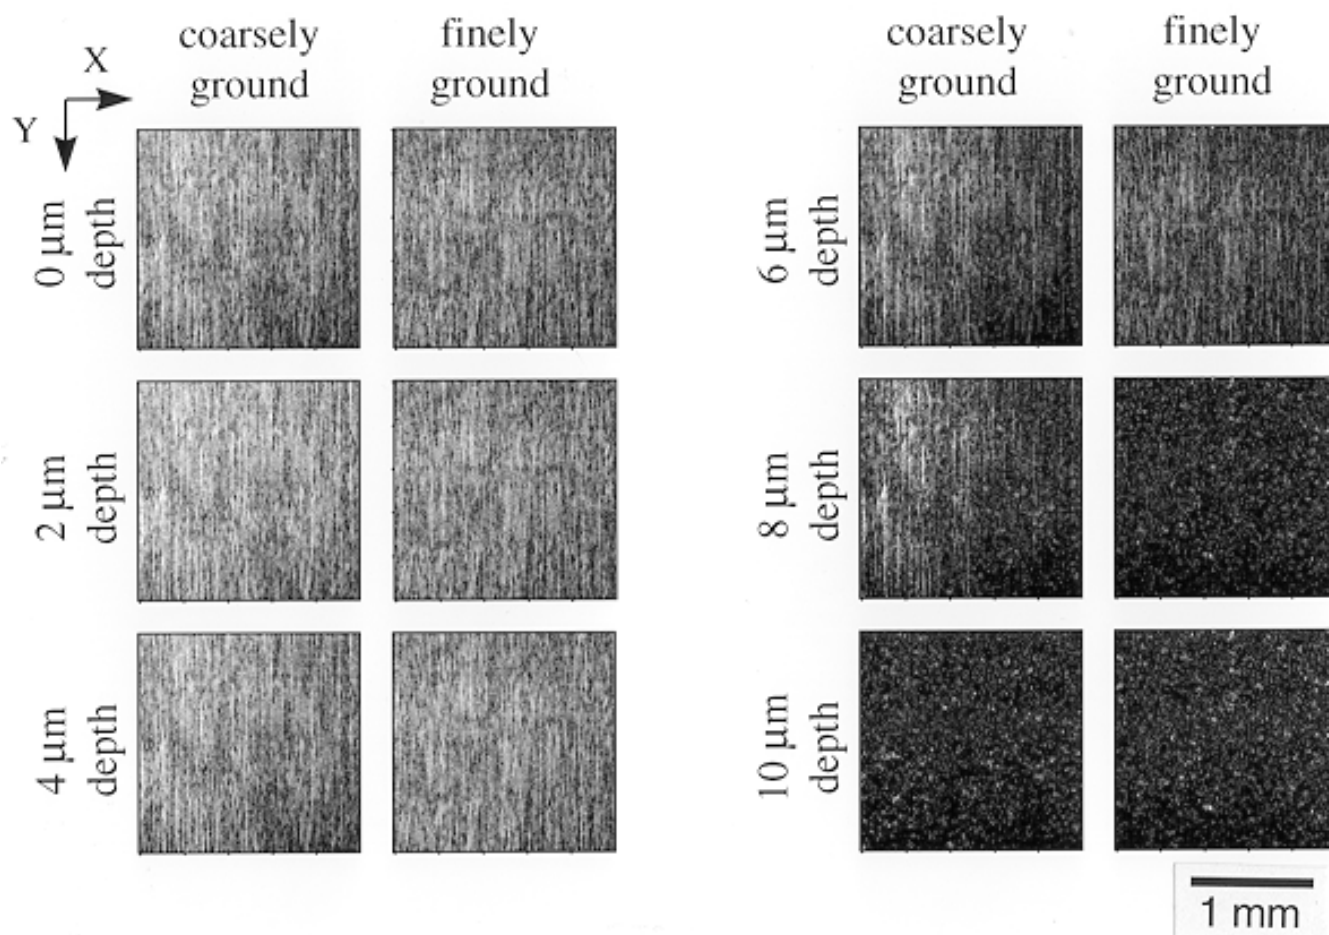 coarsely
ground
finely
ground
coarsely
ground
finely
ground
X
Y
0 µm
depth
2 µm
depth
4 µm
depth
6 µm
depth
8 µm
depth
10 µm
depth
1 mm